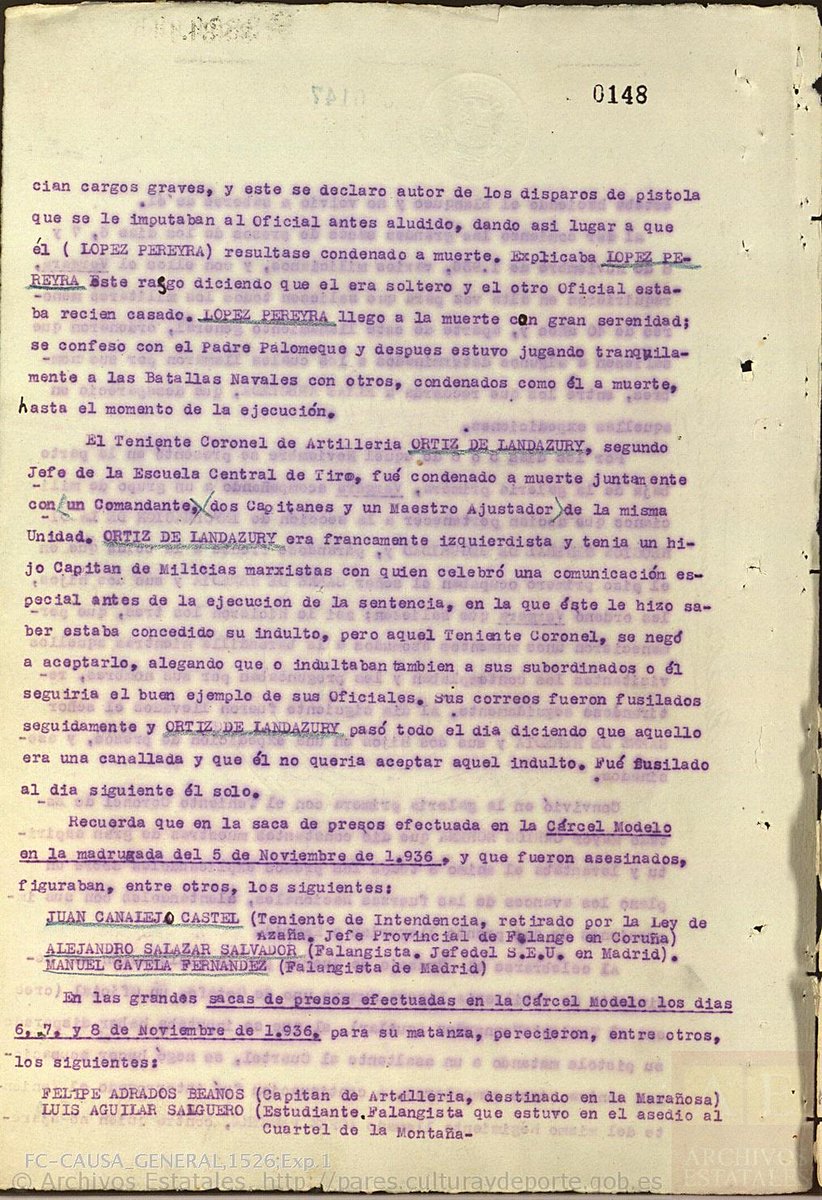 0148
cian cargos graves, y este se declaro autor de los disparos de pistola
que se le imputaban al Oficial antes aludido, dando asi lugar a que
él ( LOPEZ PEREYRA) resultase condenado a muerte. Explicaba LOPEZ PE-
REYRA este rasgo diciendo que el era soltero y el otro Oficial esta-
ba recien casado. LOPEZ PEREYRA llego a la muerte con gran serenidad;
se confeso con el Padre Palomeque y despues estuvo jugando tranquila-
mente a las Batallas Navales con otros, condenados como él a muerte,
hasta el momento de la ejecución.
El Teniente Coronel de Artilleria ORTIZ DE LANDAZURY, segundo
Jefe de la Escuela Central de Tiro, fué condenado a muerte juntamente
con (un Comandante,)(dos Capitanes y un Maestro Ajustador) de la misma
Unidad. ORTIZ DE LANDAZURY era francamente izquierdista y tenia un hi-
jo Capitan de Milicias marxistas con quien celebró una comunicación es-
pecial antes de la ejecucion de la sentencia, en la que éste le hizo sa-
ber estaba concedido su indulto, pero aquel Teniente Coronel, se negó
a aceptarlo, alegando que o indultaban tambien a sus subordinados o él
seguiria el buen ejemplo de sus Oficiales. Sus correos fueron fusilados
seguidamente y ORTIZ DE LANDAZURY pasó todo el dia diciendo que aquello
era una canallada y que él no queria aceptar aquel indulto. Fué fusilado
al dia siguiente él solo.
Recuerda que en la saca de presos efectuada en la Cárcel Modelo
en la madrugada del 5 de Noviembre de 1.936 , y que fueron asesinados,
figuraban, entre otros, los siguientes:
JUAN CANALEJO CASTEL (Teniente de Intendencia, retirado por la Ley de
Azaña. Jefe Provincial de Falange en Coruña)
ALEJANDRO SALAZAR SALVADOR (Falangista. Jefedel S.E.U. en Madrid).
MANUEL GAVELA FERNANDEZ (Falangista de Madrid)
En las grandes sacas de presos efectuadas en la Cárcel Modelo los dias
6, .7. y 8 de Noviembre de 1.936. para su matanza, perecieron, entre otros,
los siguientes:
FELIPE ADRADOS BEANOS (Capitan de Artilleria, destinado en la Marañosa)
LUIS AGUILAR SALGUERO (Estudiante.Falangista que estuvo en el asedio al
Cuartel de la Montaña-
FC-CAUSA_GENERAL,1526,Exp.1
© Archivos Estatales, http://pares.culturaydeporte.gob.es
ARCHIVOS
ESTATALES